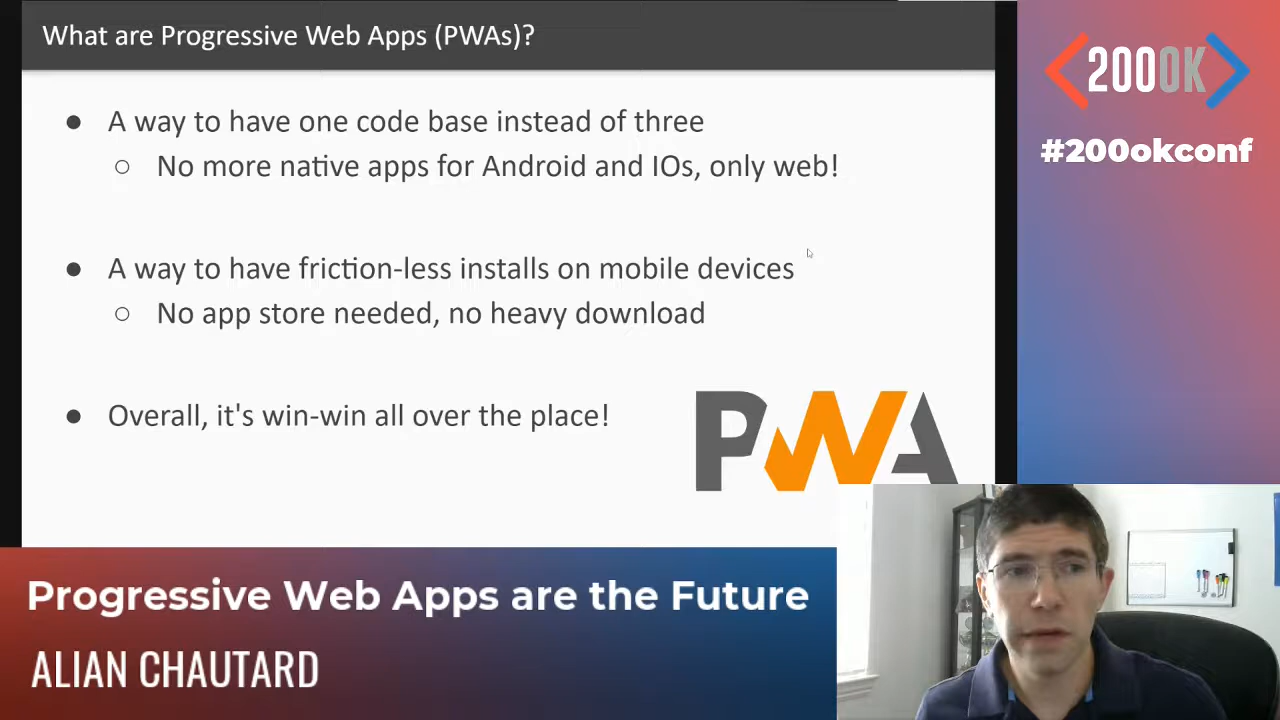 What are Progressive Web Apps (PWAs)?
● A way to have one code base instead of three
○ No more native apps for Android and IOs, only web!
● A way to have friction-less installs on mobile devices
○ No app store needed, no heavy download
● Overall, it's win-win all over the place!
PWA
<200OK>
#200okconf
Progressive Web Apps are the Future
ALIAN CHAUTARD